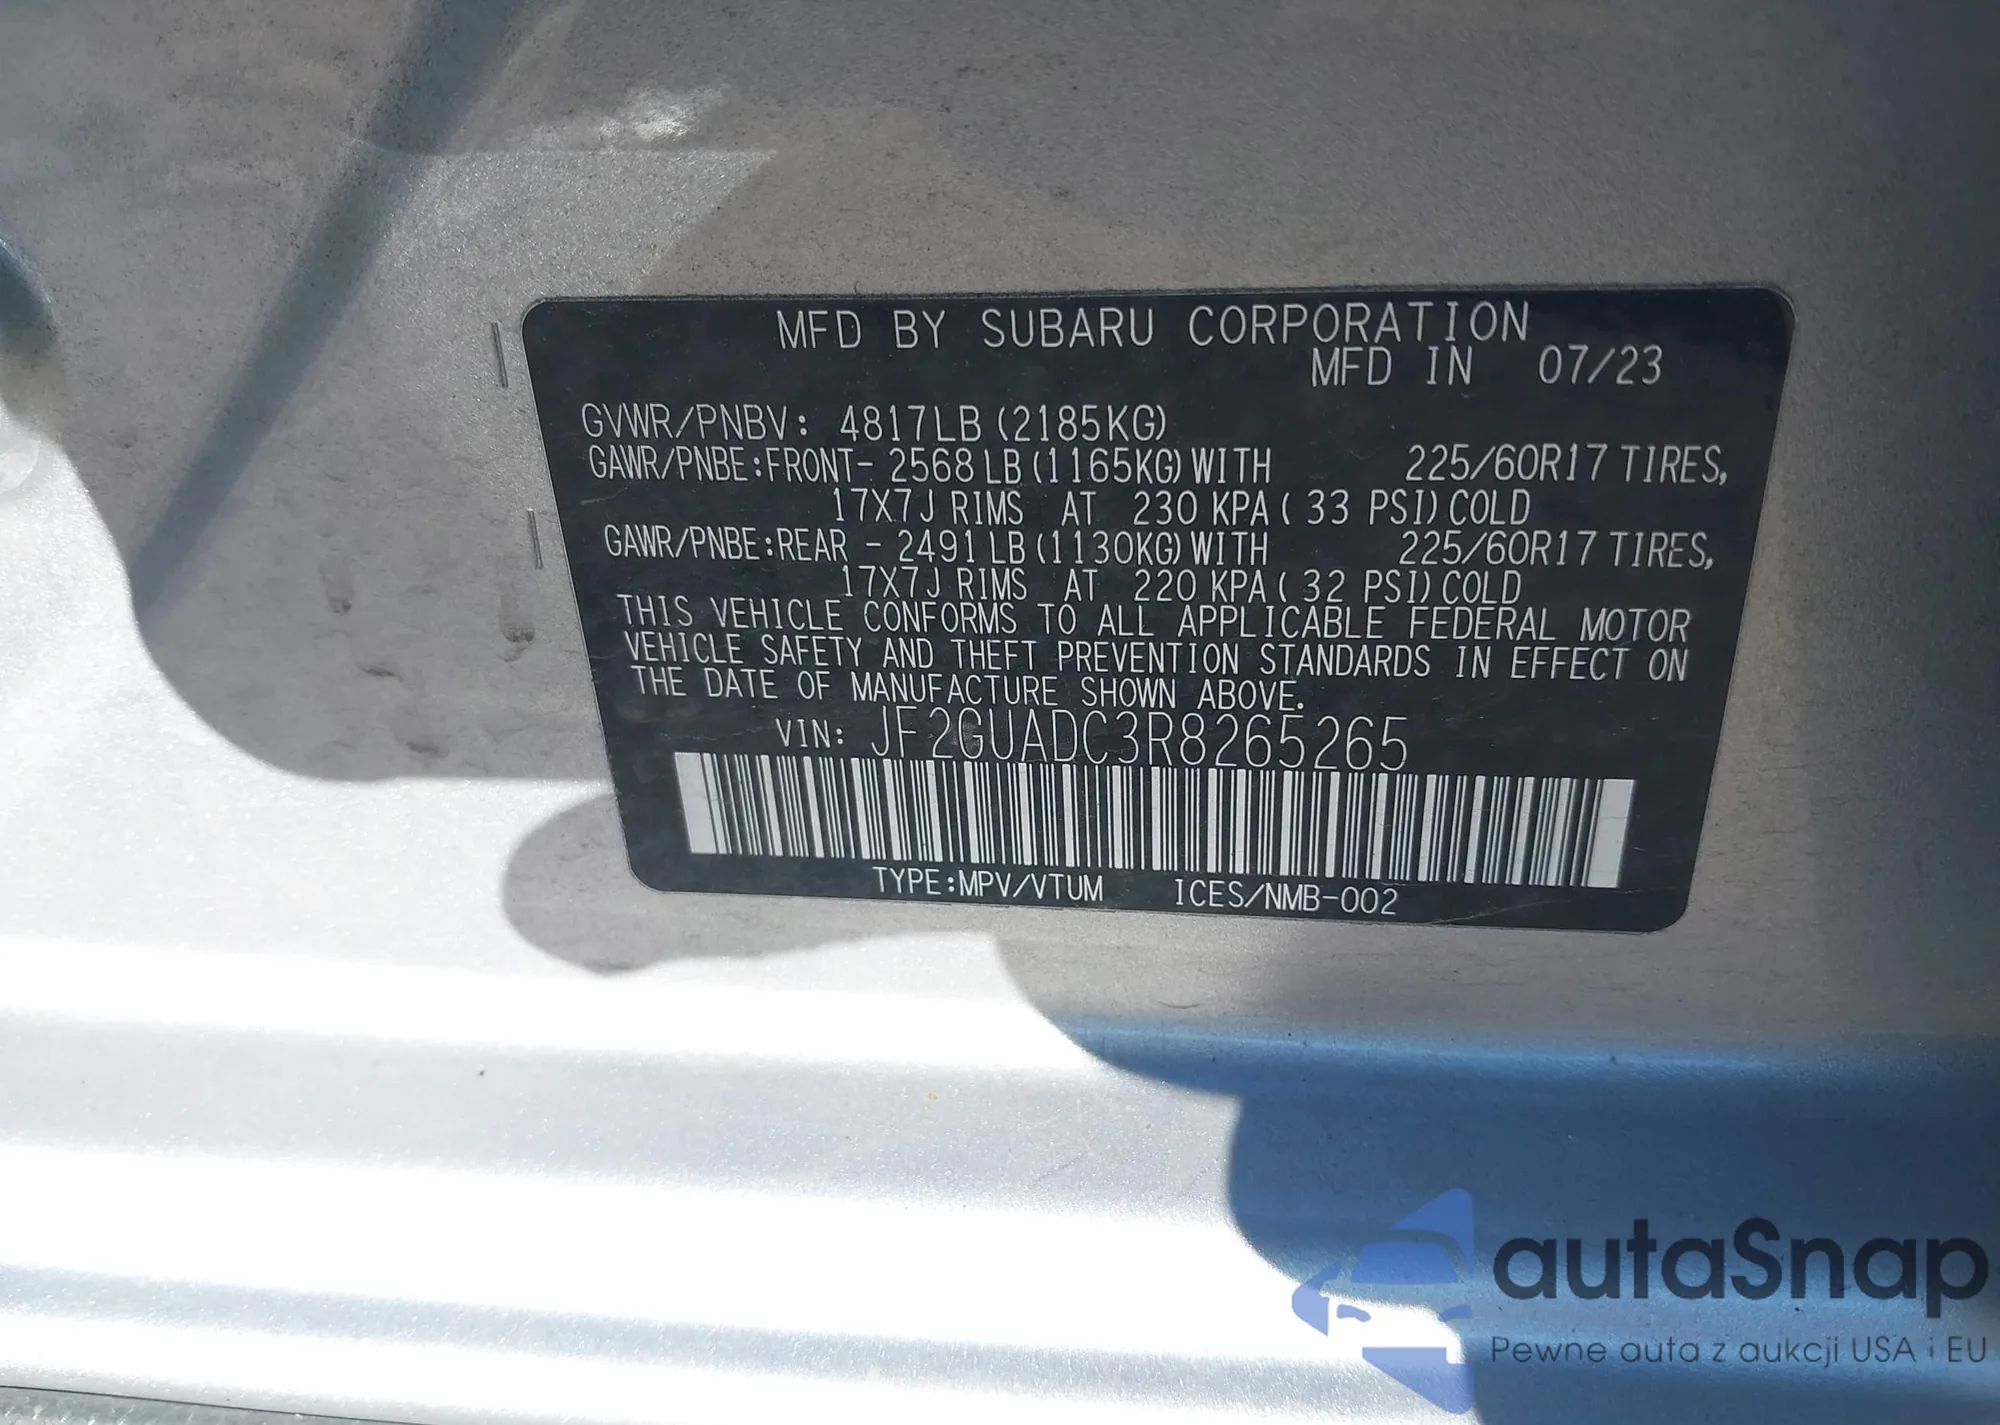 MFD BY SUBARU CORPORATION
MFD IN 07/23
GVWR/PNBV: 4817LB (2185KG)
GAWR/PNBE:FRONT- 2568 LB (1165KG) WITH 225/60R17 TIRES,
17X7J RIMS AT 230 KPA ( 33 PSI) COLD
GAWR/PNBE:REAR - 2491 LB (1130KG) WITH 225/60R17 TIRES,
17X7J RIMS AT 220 KPA ( 32 PSI) COLD
THIS VEHICLE CONFORMS TO ALL APPLICABLE FEDERAL MOTOR
VEHICLE SAFETY AND THEFT PREVENTION STANDARDS IN EFFECT ON
THE DATE OF MANUFACTURE SHOWN ABOVE.
VIN: JF2GUADC3R8265265
TYPE:MPV/VTUM ICES/NMB-002
autaSnap
Pewne auta z aukcji USA i EU